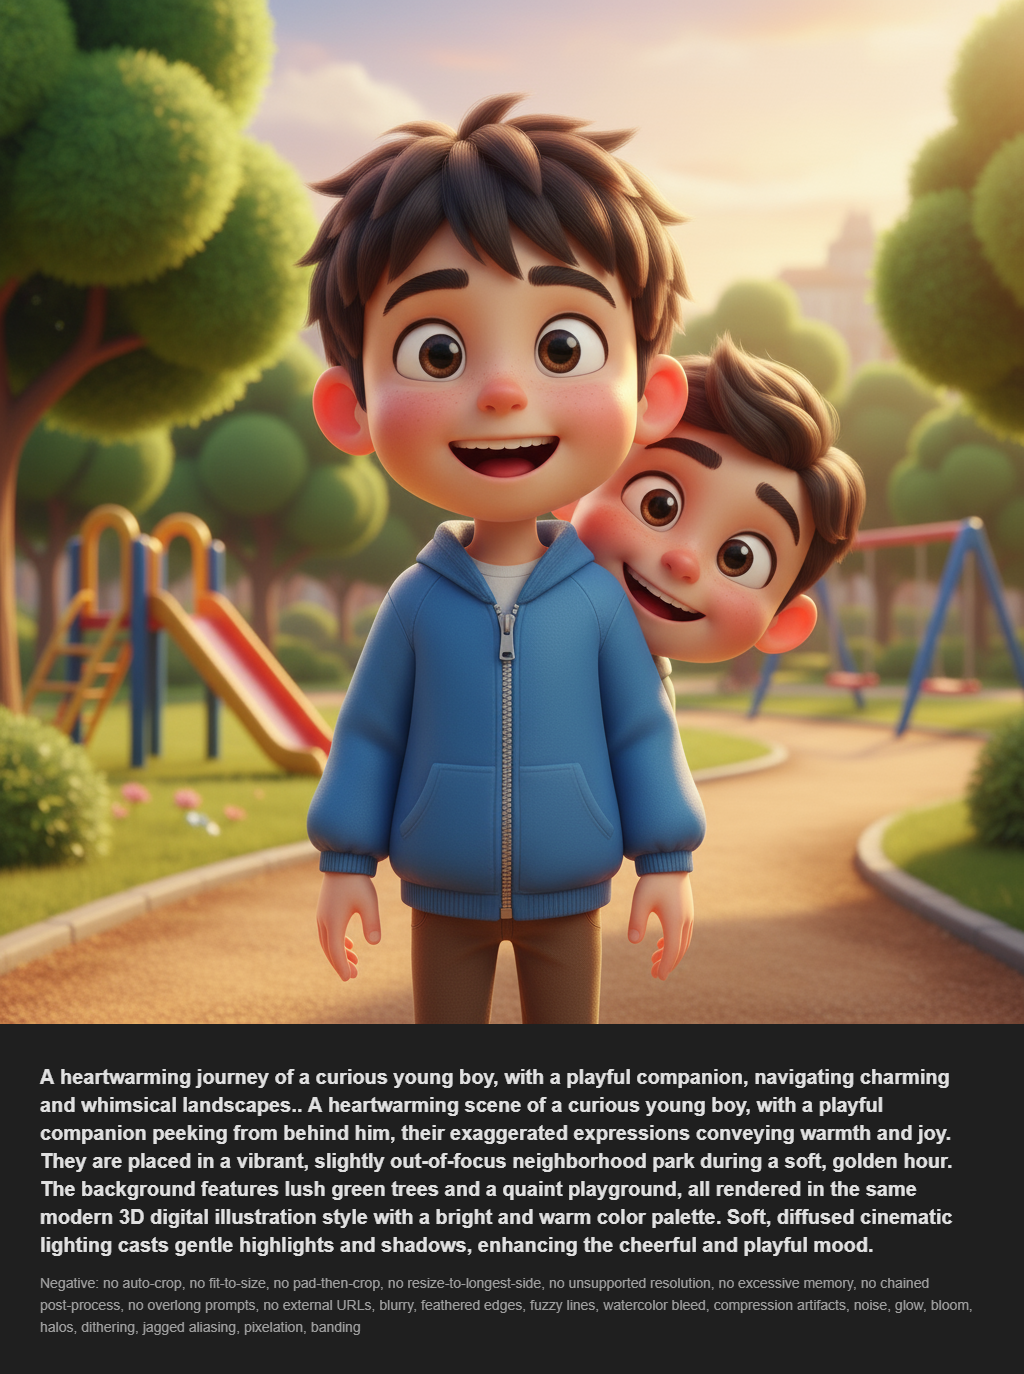 A heartwarming journey of a curious young boy, with a playful companion, navigating charming
and whimsical landscapes.. A heartwarming scene of a curious young boy, with a playful
companion peeking from behind him, their exaggerated expressions conveying warmth and joy.
They are placed in a vibrant, slightly out-of-focus neighborhood park during a soft, golden hour.
The background features lush green trees and a quaint playground, all rendered in the same
modern 3D digital illustration style with a bright and warm color palette. Soft, diffused cinematic
lighting casts gentle highlights and shadows, enhancing the cheerful and playful mood.
Negative: no auto-crop, no fit-to-size, no pad-then-crop, no resize-to-longest-side, no unsupported resolution, no excessive memory, no chained
post-process, no overlong prompts, no external URLs, blurry, feathered edges, fuzzy lines, watercolor bleed, compression artifacts, noise, glow, bloom,
halos, dithering, jagged aliasing, pixelation, banding